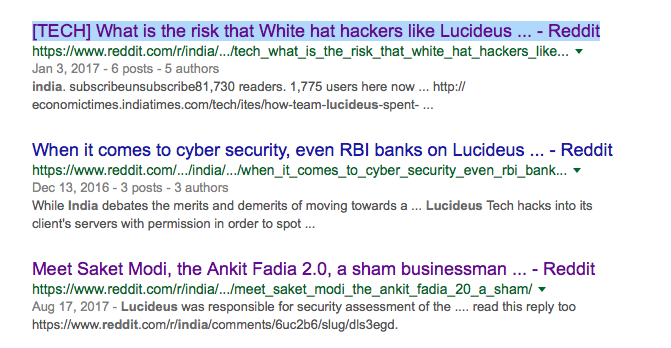 [TECH] What is the risk that White hat hackers like Lucideus ... - Reddit
https://www.reddit.com/r/india/.../tech_what_is_the_risk_that_white_hat_hackers_like...
Jan 3, 2017 - 6 posts - 5 authors
india. subscribeunsubscribe81,730 readers. 1,775 users here now ... http://
economictimes.indiatimes.com/tech/ites/how-team-lucideus-spent- ...
When it comes to cyber security, even RBI banks on Lucideus ... - Reddit
https://www.reddit.com/.../india/.../when_it_comes_to_cyber_security_even_rbi_bank...
Dec 13, 2016 - 3 posts - 3 authors
While India debates the merits and demerits of moving towards a ... Lucideus Tech hacks into its
client's servers with permission in order to spot ...
Meet Saket Modi, the Ankit Fadia 2.0, a sham businessman ... - Reddit
https://www.reddit.com/r/india/.../meet_saket_modi_the_ankit_fadia_20_a_sham/
Aug 17, 2017 - Lucideus was responsible for security assessment of the .... read this reply too
https://www.reddit.com/r/india/comments/6uc2b6/slug/dls3egd.